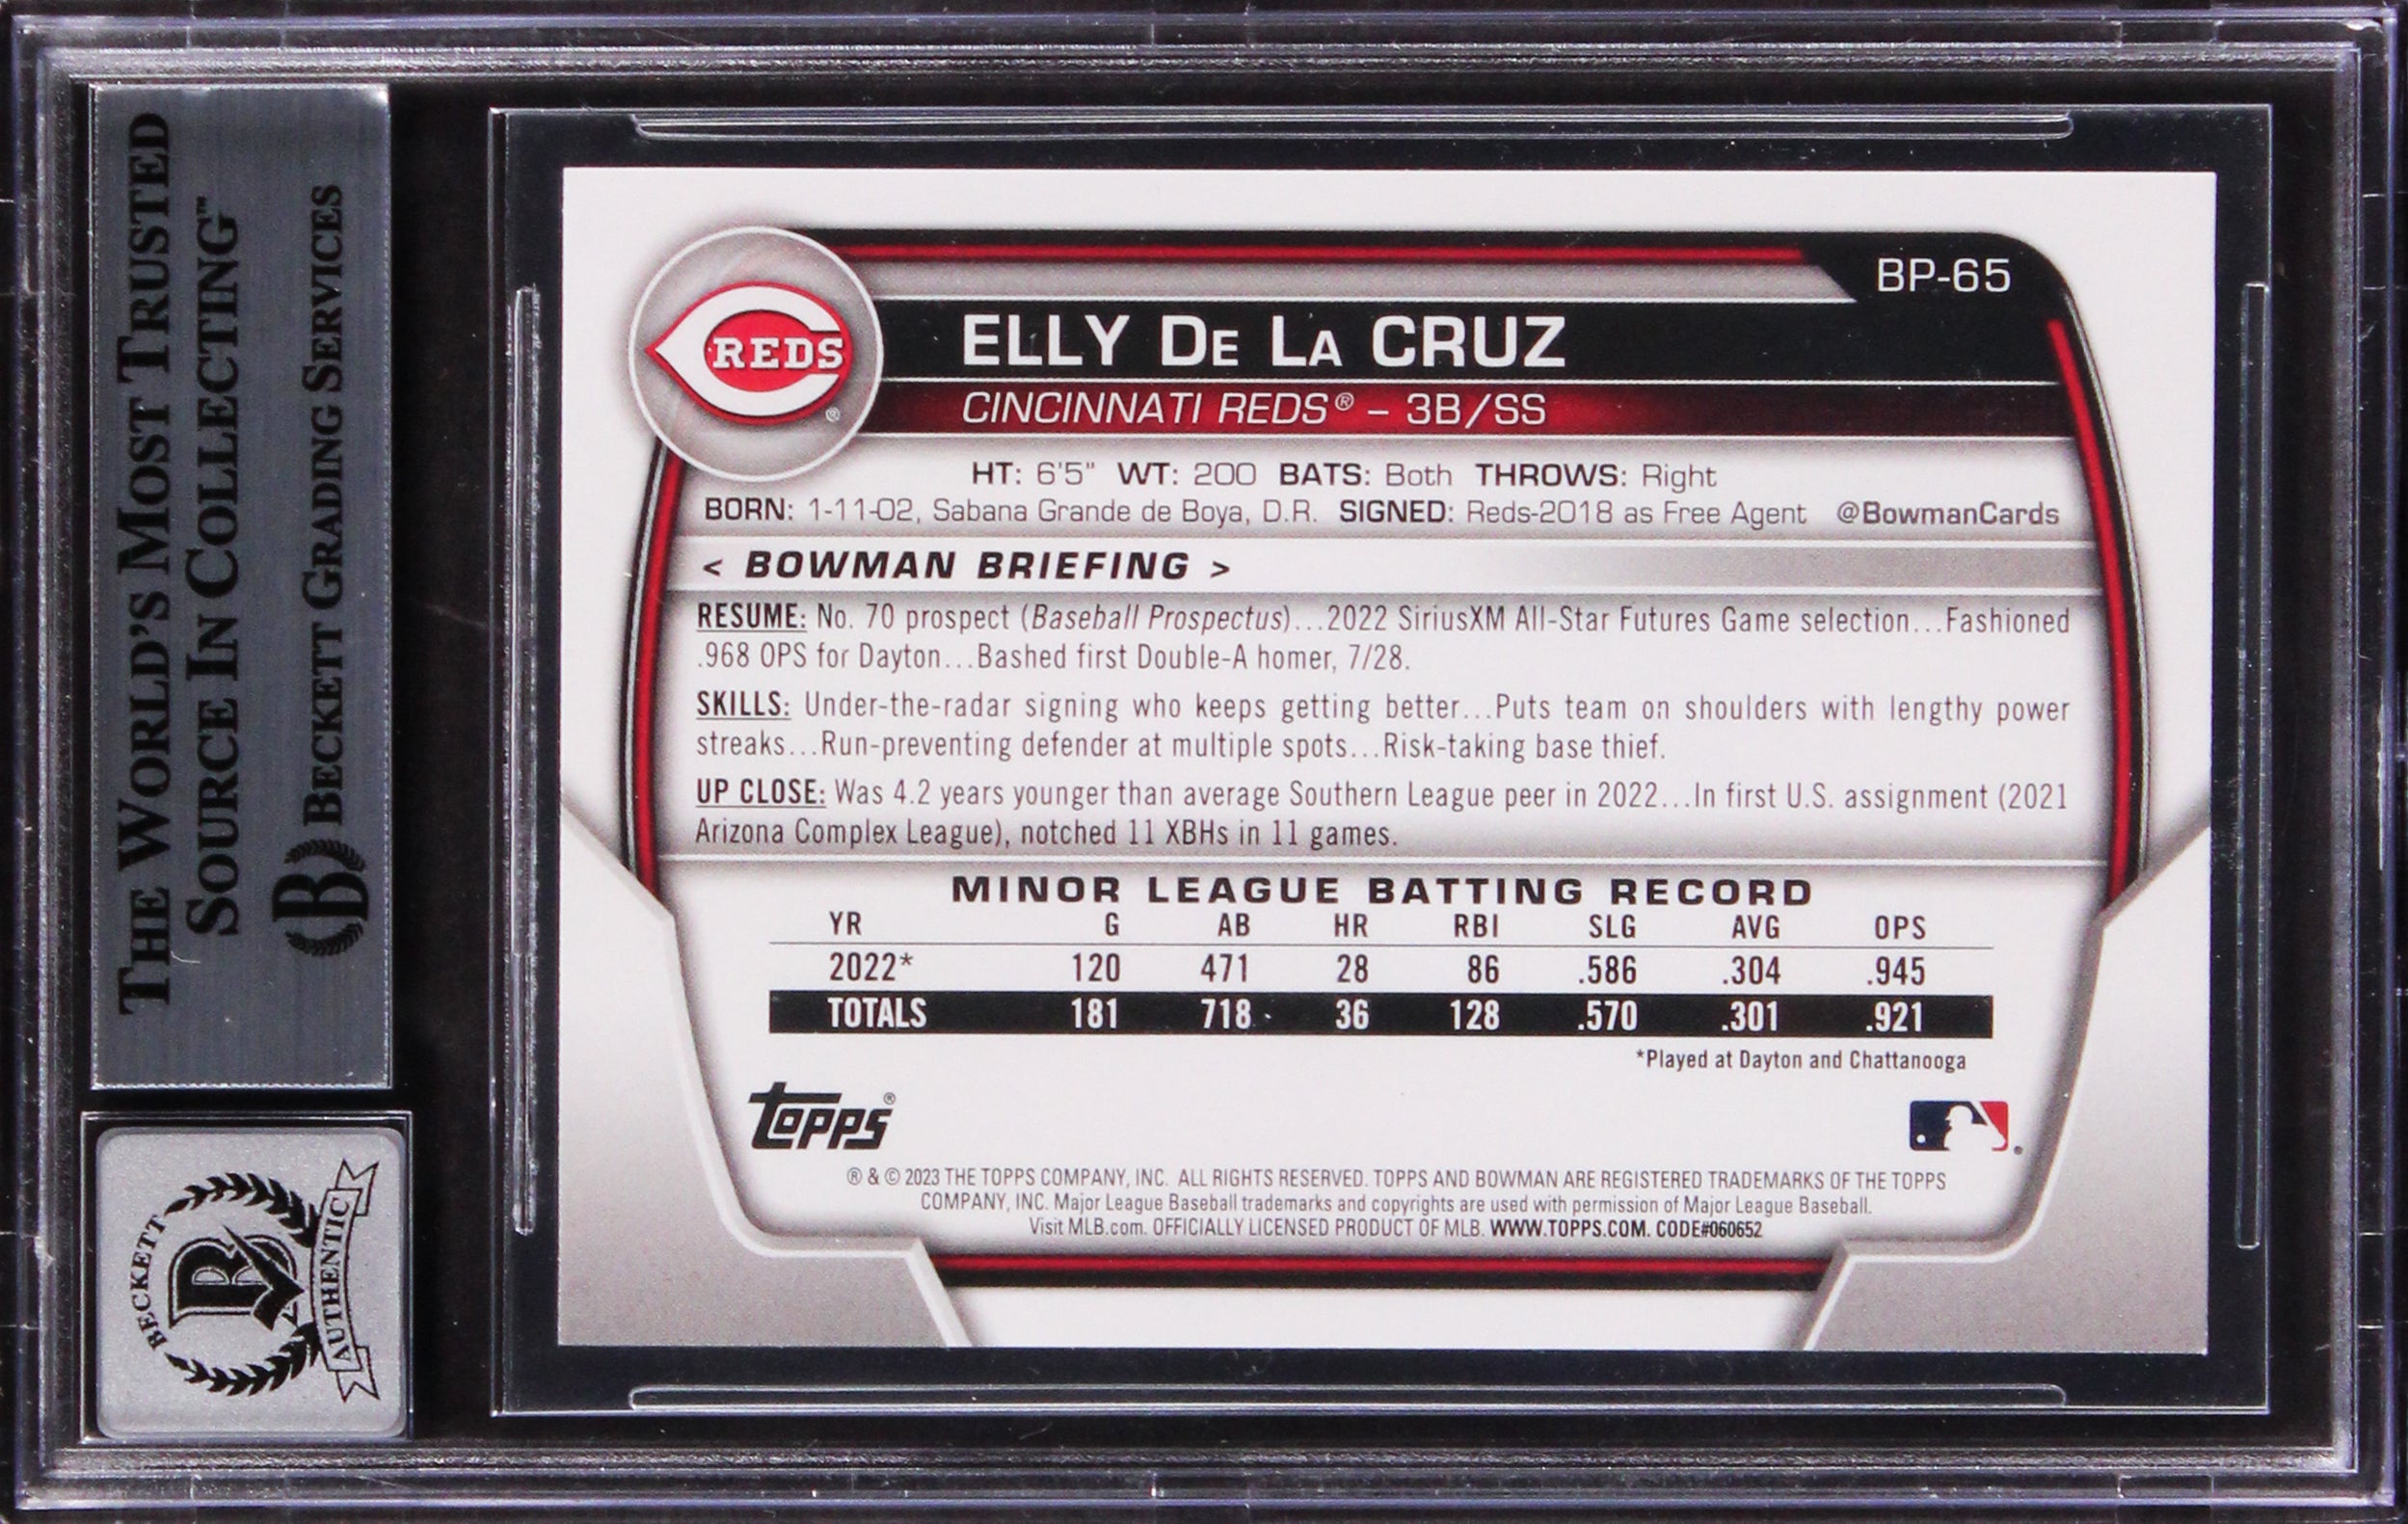 THE WORLD'S MOST TRUSTED
SOURCE IN COLLECTING™
BECKETT GRADING SERVICES
BECKETT
B
AUTHENTIC
REDS
®
BP-65
ELLY DE LA CRUZ
CINCINNATI REDS® – 3B/SS
HT: 6'5" WT: 200 BATS: Both THROWS: Right
BORN: 1-11-02, Sabana Grande de Boya, D.R. SIGNED: Reds-2018 as Free Agent @BowmanCards
< BOWMAN BRIEFING >
RESUME: No. 70 prospect (Baseball Prospectus)...2022 SiriusXM All-Star Futures Game selection...Fashioned
.968 OPS for Dayton...Bashed first Double-A homer, 7/28.
SKILLS: Under-the-radar signing who keeps getting better...Puts team on shoulders with lengthy power
streaks...Run-preventing defender at multiple spots...Risk-taking base thief.
UP CLOSE: Was 4.2 years younger than average Southern League peer in 2022...In first U.S. assignment (2021
Arizona Complex League), notched 11 XBHs in 11 games.
MINOR LEAGUE BATTING RECORD
YR G AB HR RBI SLG AVG OPS
2022* 120 471 28 86 .586 .304 .945
TOTALS 181 718 36 128 .570 .301 .921
*Played at Dayton and Chattanooga
topps®
® & © 2023 THE TOPPS COMPANY, INC. ALL RIGHTS RESERVED. TOPPS AND BOWMAN ARE REGISTERED TRADEMARKS OF THE TOPPS
COMPANY, INC. Major League Baseball trademarks and copyrights are used with permission of Major League Baseball.
Visit MLB.com. OFFICIALLY LICENSED PRODUCT OF MLB. WWW.TOPPS.COM. CODE#060652